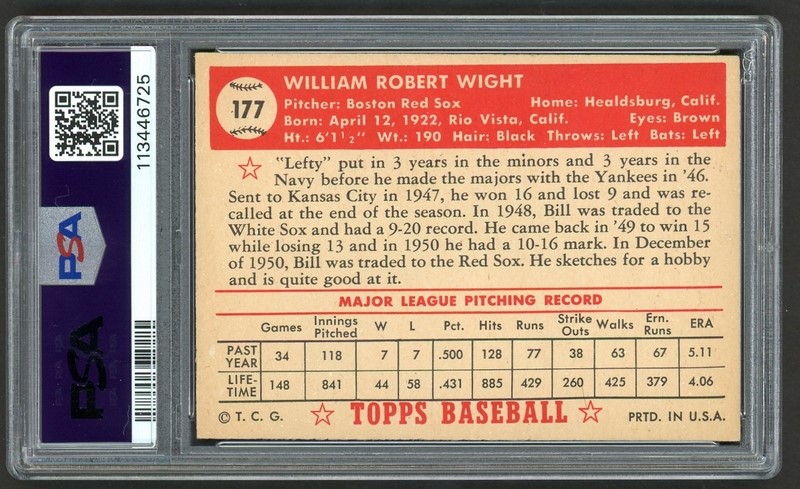 177
WILLIAM ROBERT WIGHT
Pitcher: Boston Red Sox Home: Healdsburg, Calif.
Born: April 12, 1922, Rio Vista, Calif. Eyes: Brown
Ht.: 6'1½" Wt.: 190 Hair: Black Throws: Left Bats: Left
"Lefty" put in 3 years in the minors and 3 years in the
Navy before he made the majors with the Yankees in '46.
Sent to Kansas City in 1947, he won 16 and lost 9 and was re-
called at the end of the season. In 1948, Bill was traded to the
White Sox and had a 9-20 record. He came back in '49 to win 15
while losing 13 and in 1950 he had a 10-16 mark. In December
of 1950, Bill was traded to the Red Sox. He sketches for a hobby
and is quite good at it.
MAJOR LEAGUE PITCHING RECORD
Games Innings Pitched W L Pct. Hits Runs Strike Outs Walks Ern. Runs ERA
PAST YEAR 34 118 7 7 .500 128 77 38 63 67 5.11
LIFE-TIME 148 841 44 58 .431 885 429 260 425 379 4.06
© T. C. G. TOPPS BASEBALL PRTD. IN U.S.A.
113446725
PSA
PSA
PSA